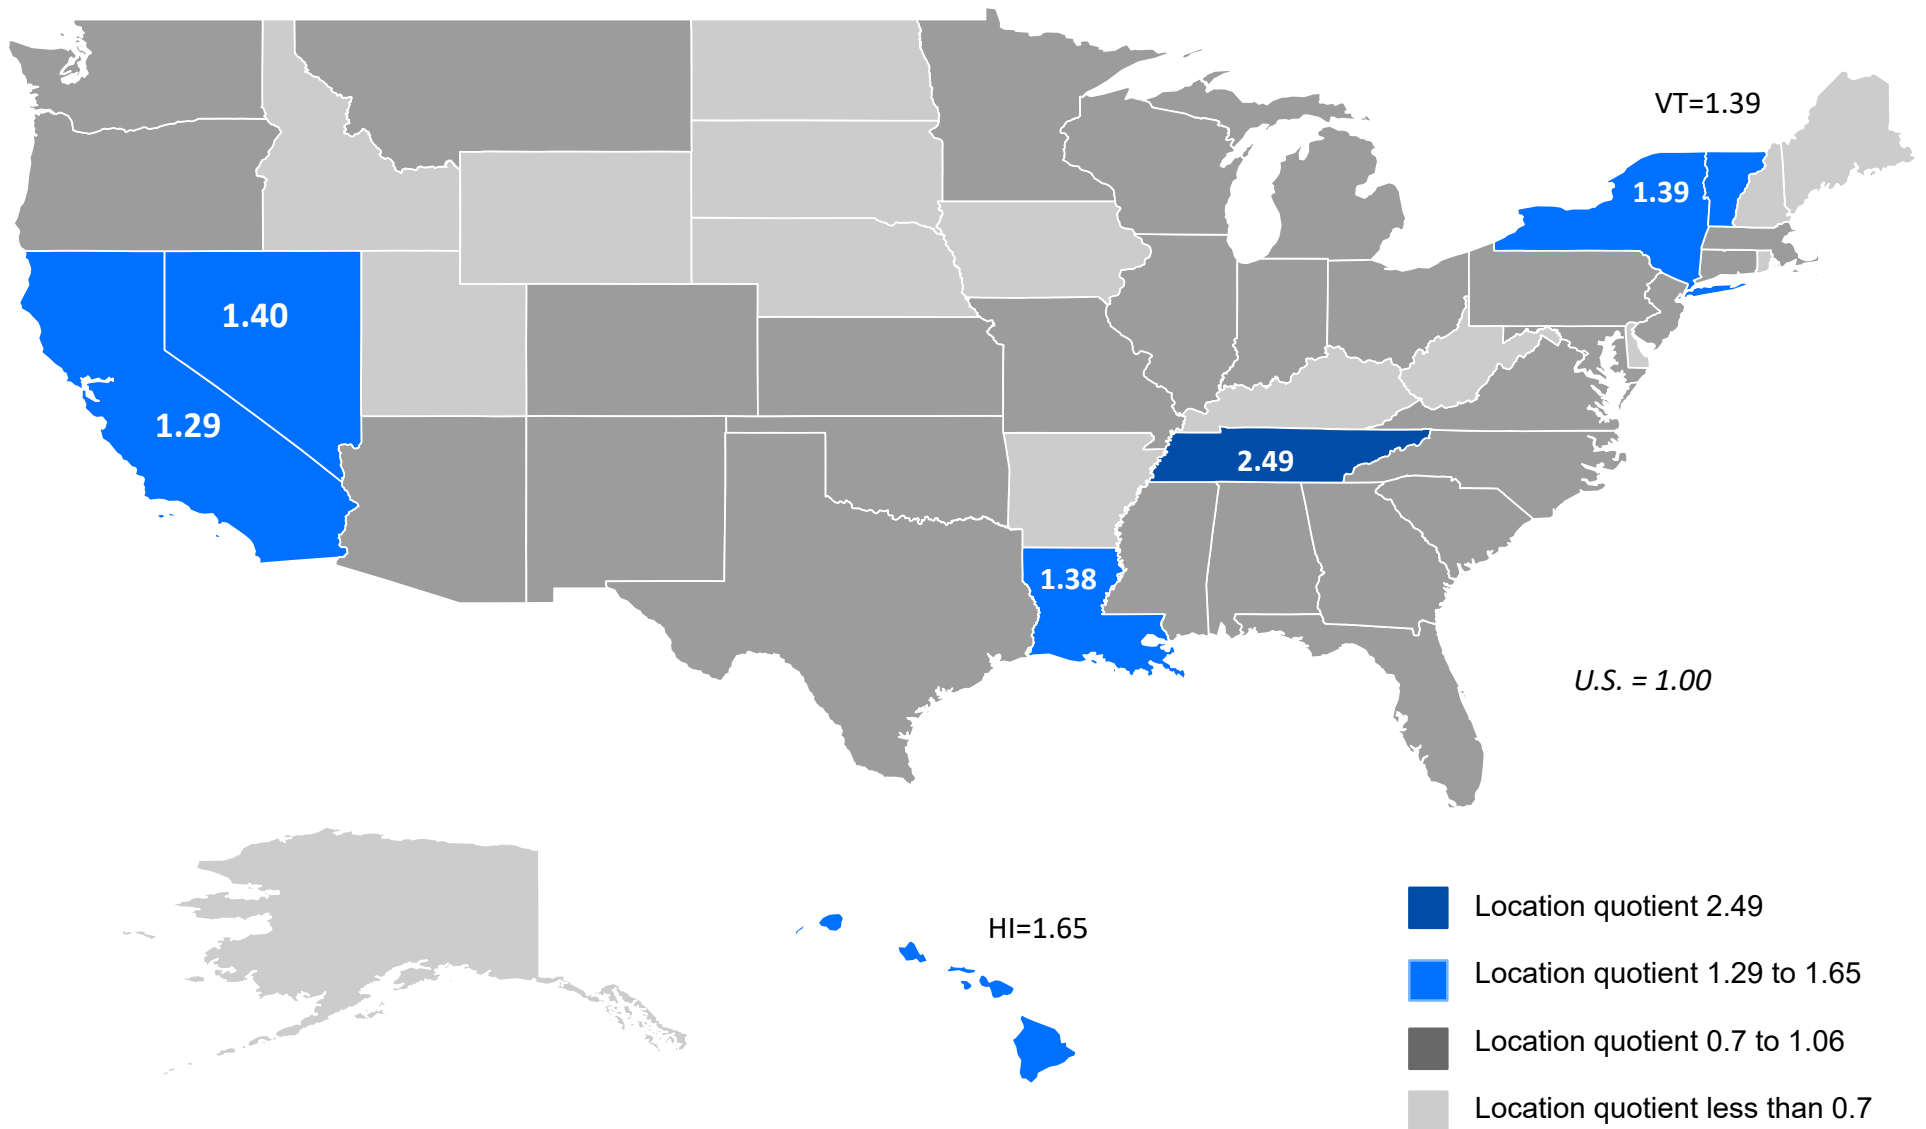 VT=1.39
1.39
1.40
1.29
2.49
1.38
U.S. = 1.00
HI=1.65
Location quotient 2.49
Location quotient 1.29 to 1.65
Location quotient 0.7 to 1.06
Location quotient less than 0.7